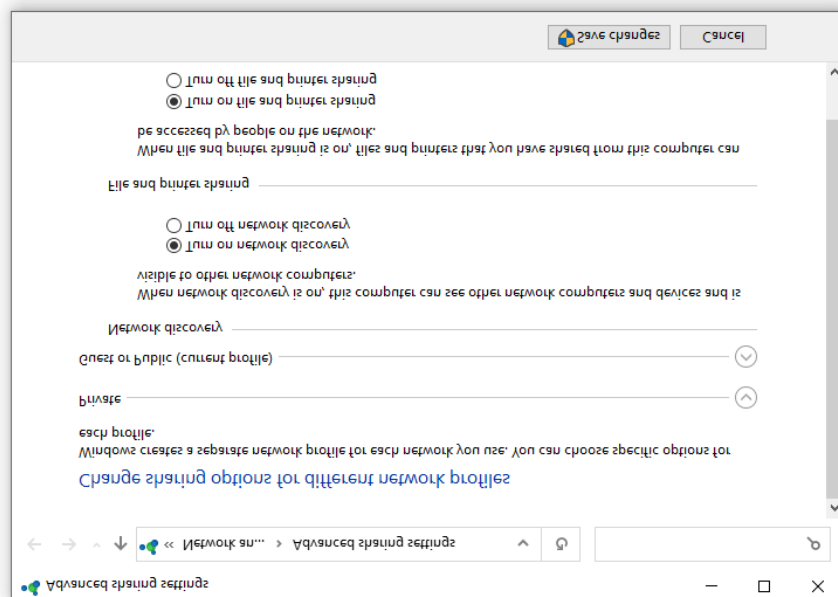 Advanced sharing settings
« Network an... › Advanced sharing settings
Change sharing options for different network profiles
Windows creates a separate network profile for each network you use. You can choose specific options for
each profile.
Private
Guest or Public (current profile)
Network discovery
When network discovery is on, this computer can see other network computers and devices and is
visible to other network computers.
Turn on network discovery
Turn off network discovery
File and printer sharing
When file and printer sharing is on, files and printers that you have shared from this computer can
be accessed by people on the network.
Turn on file and printer sharing
Turn off file and printer sharing
Save changes
Cancel